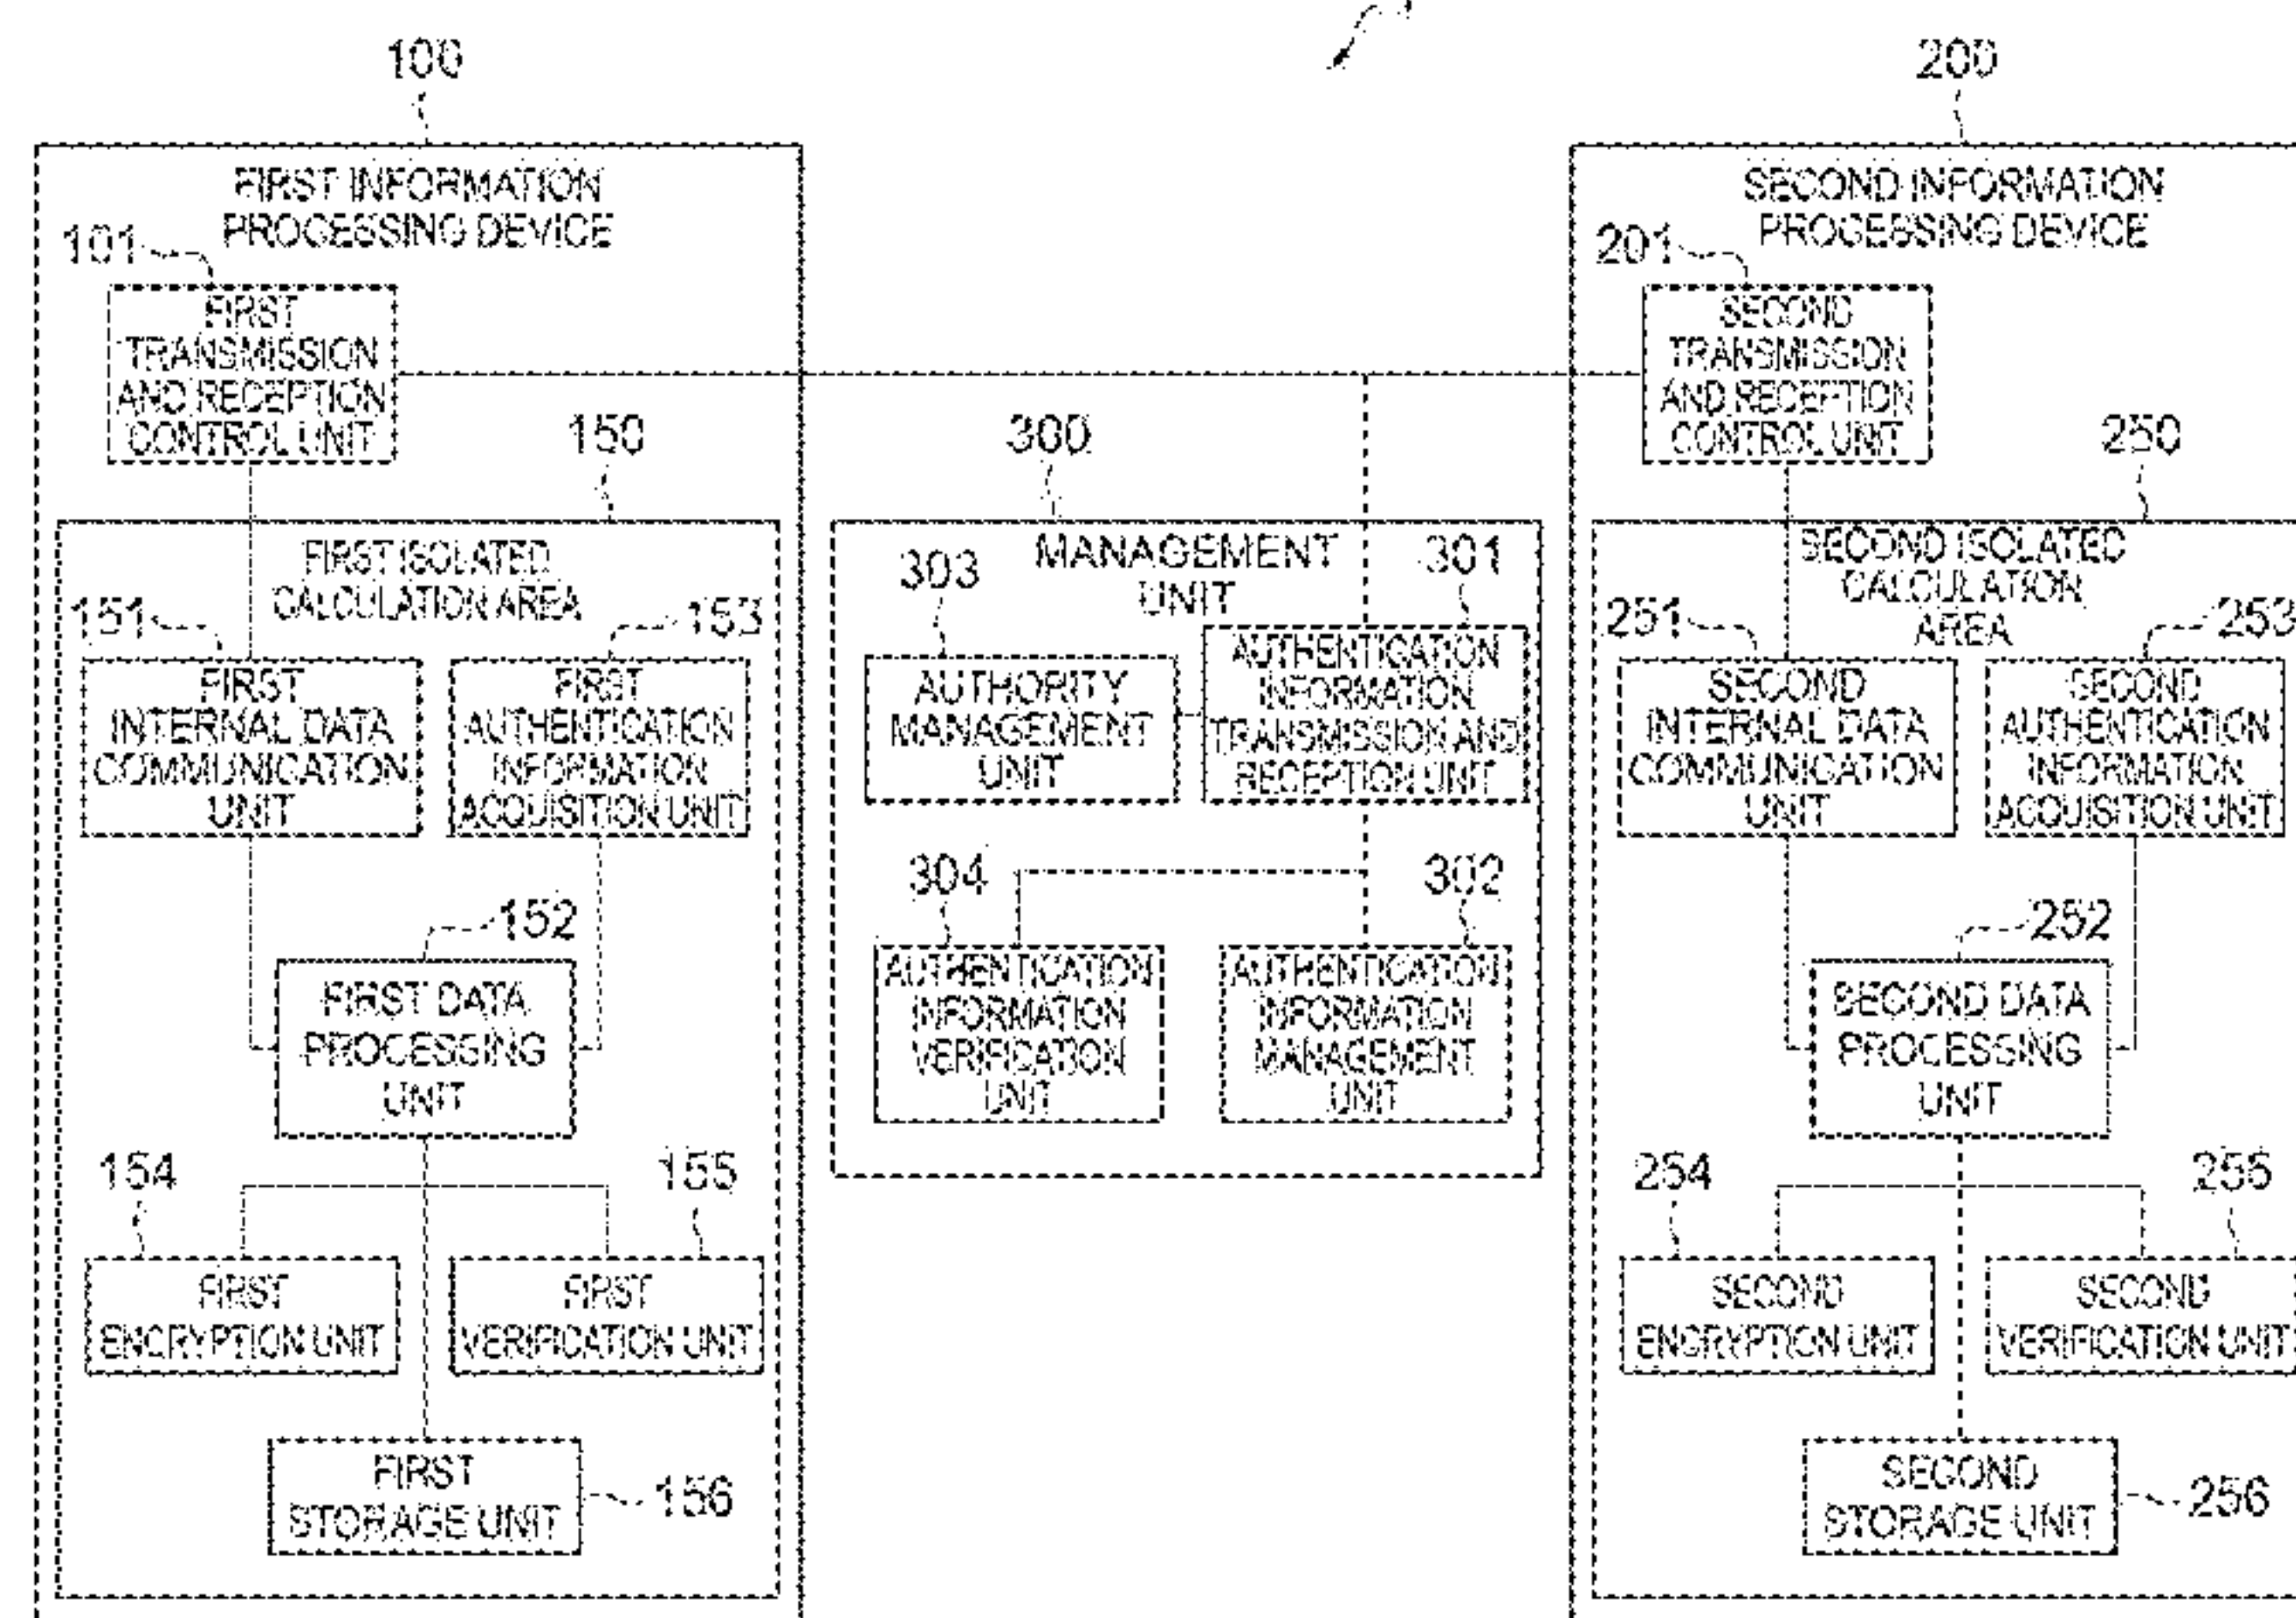 100
200
FIRST INFORMATION
PROCESSING DEVICE
SECOND INFORMATION
PROCESSING DEVICE
101
201
FIRST
TRANSMISSION
AND RECEPTION
CONTROL UNIT
SECOND
TRANSMISSION
AND RECEPTION
CONTROL UNIT
150
300
250
FIRST ISOLATED
CALCULATION AREA
MANAGEMENT
UNIT
SECOND ISOLATED
CALCULATION
AREA
151
153
303
301
251
253
FIRST
INTERNAL DATA
COMMUNICATION
UNIT
FIRST
AUTHENTICATION
INFORMATION
ACQUISITION UNIT
AUTHORITY
MANAGEMENT
UNIT
AUTHENTICATION
INFORMATION
TRANSMISSION AND
RECEPTION UNIT
SECOND
INTERNAL DATA
COMMUNICATION
UNIT
SECOND
AUTHENTICATION
INFORMATION
ACQUISITION UNIT
152
304
302
252
FIRST DATA
PROCESSING
UNIT
AUTHENTICATION
INFORMATION
VERIFICATION
UNIT
AUTHENTICATION
INFORMATION
MANAGEMENT
UNIT
SECOND DATA
PROCESSING
UNIT
154
155
254
255
FIRST
ENCRYPTION UNIT
FIRST
VERIFICATION UNIT
SECOND
ENCRYPTION UNIT
SECOND
VERIFICATION UNIT
FIRST
STORAGE UNIT
156
SECOND
STORAGE UNIT
256